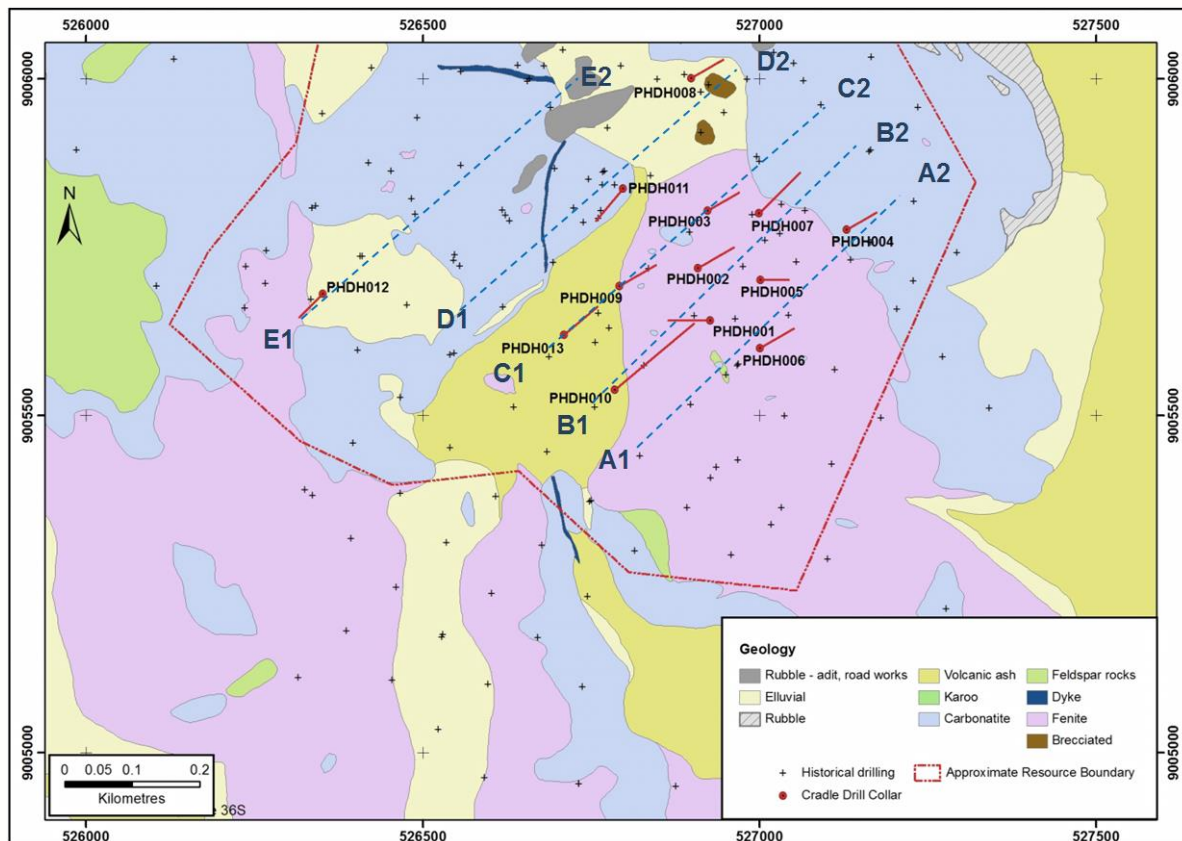 526000
526500
527000
527500
9006000
9006000
E2
D2
PHDH008
C2
B2
A2
N
PHDH011
PHDH003
PHDH007
PHDH004
PHDH002
PHDH012
PHDH009
PHDH005
E1
D1
PHDH001
PHDH013
PHDH006
C1
PHDH010
B1
9005500
9005500
A1
Geology
Rubble - adit, road works
Elluvial
Rubble
Volcanic ash
Karoo
Carbonatite
Feldspar rocks
Dyke
Fenite
Brecciated
Historical drilling
Cradle Drill Collar
Approximate Resource Boundary
9005000
9005000
0 0.05 0.1 0.2
Kilometres
36S
526000
526500
527000
527500